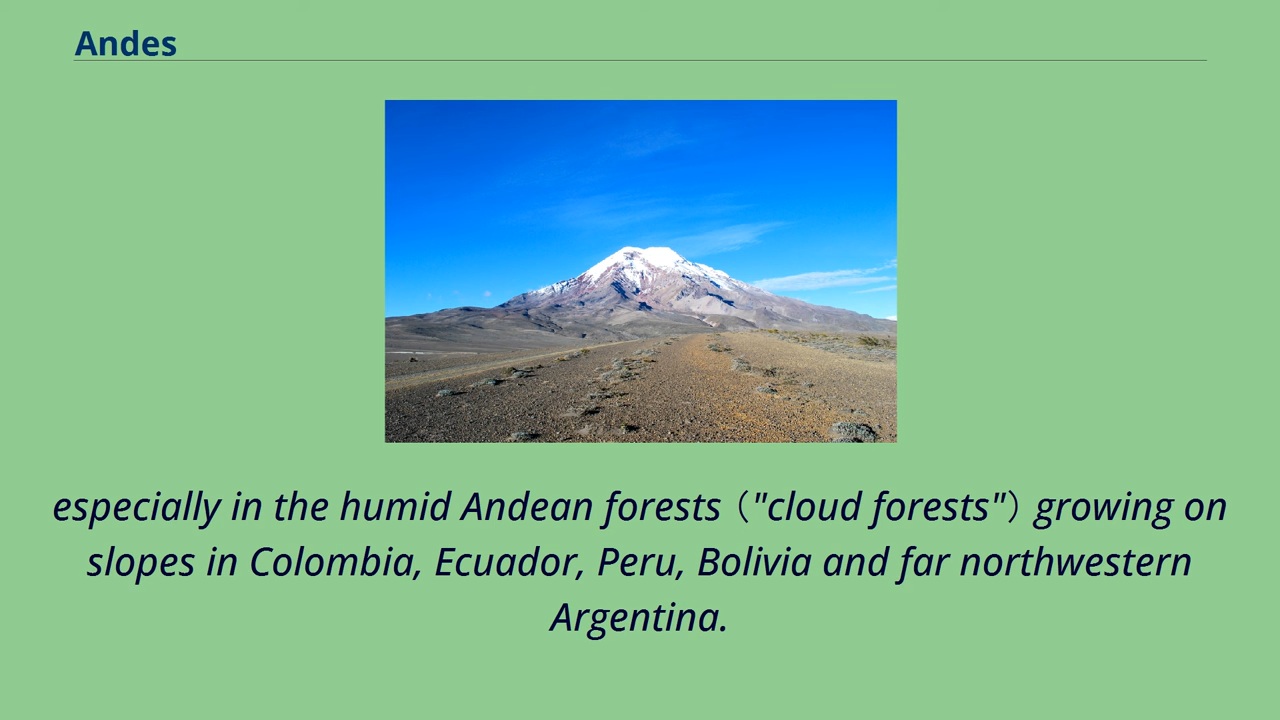 Andes
especially in the humid Andean forests（"cloud forests"）growing on
slopes in Colombia, Ecuador, Peru, Bolivia and far northwestern
Argentina.